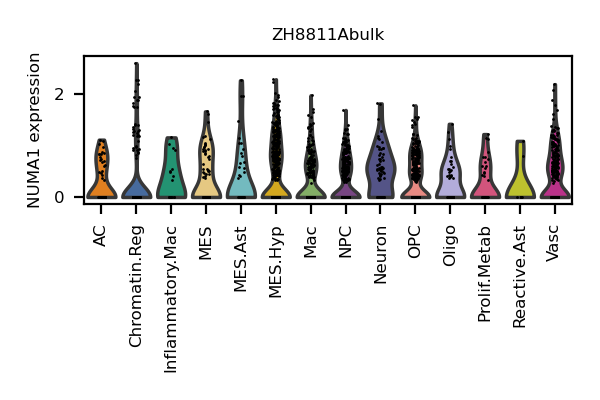 ZH8811Abulk
NUMA1 expression
2
0
AC
Chromatin.Reg
Inflammatory.Mac
MES
MES.Ast
MES.Hyp
Mac
NPC
Neuron
OPC
Oligo
Prolif.Metab
Reactive.Ast
Vasc